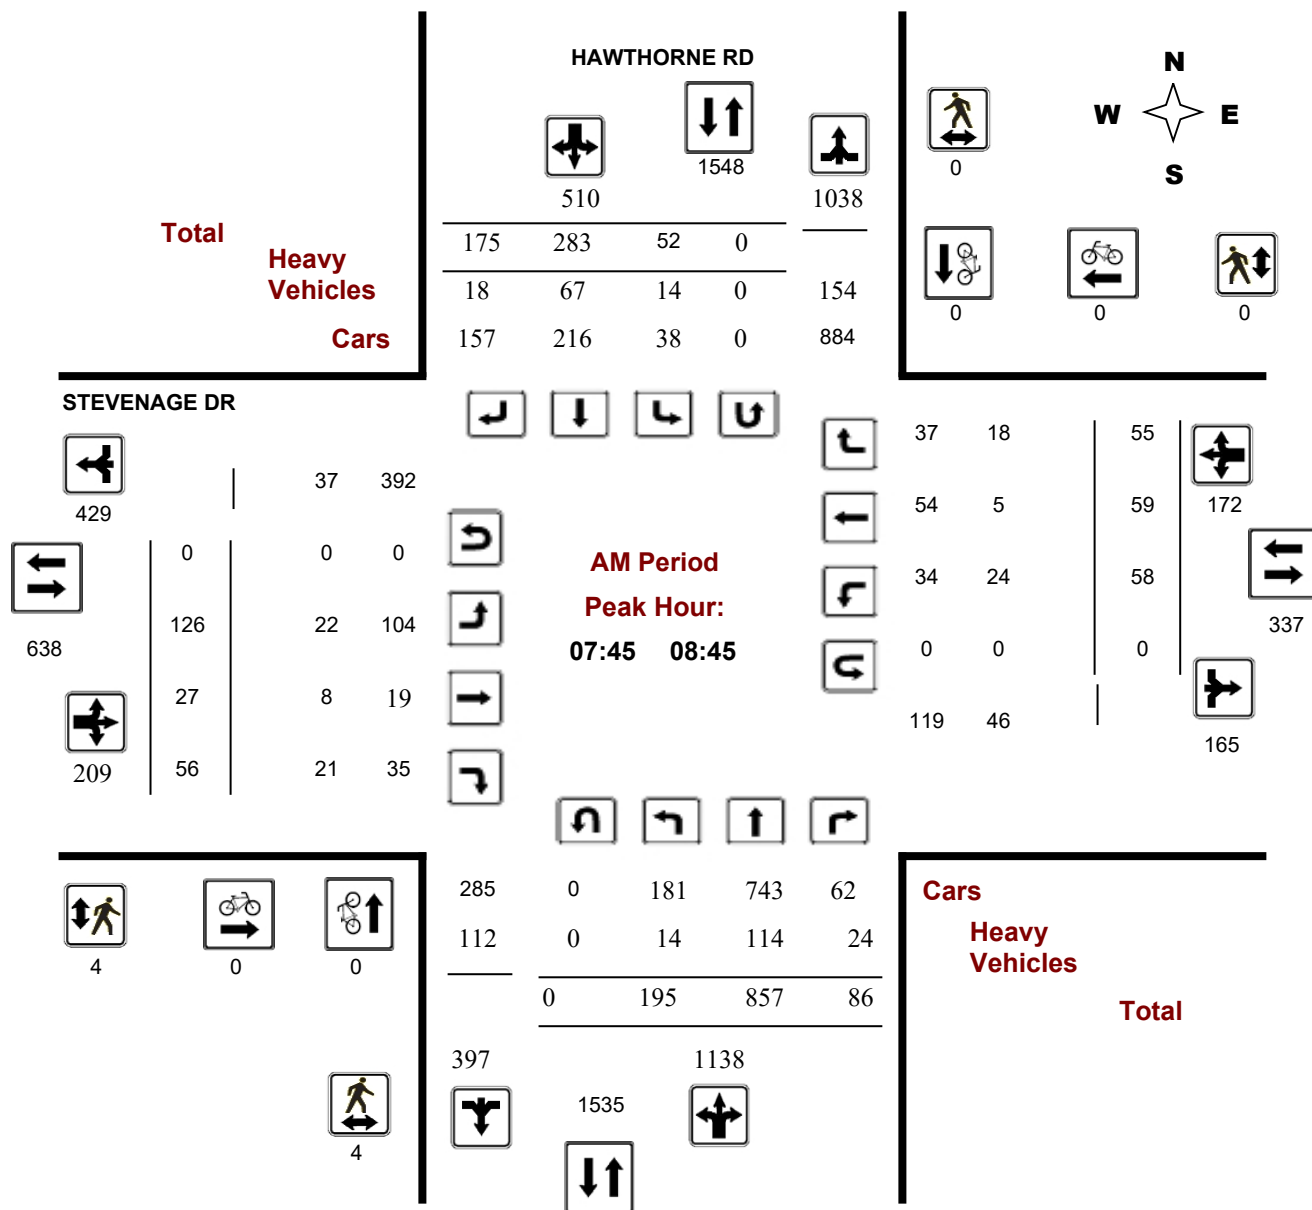 HAWTHORNE RD
N
W E
S
1548
0
510 1038
Total 175 283 52 0
Heavy
Vehicles 18 67 14 0 154
0 0 0
Cars 157 216 38 0 884
STEVENAGE DR
37 18 55
37 392
429
54 5 59 172
0 0 0
AM Period
34 24 58
Peak Hour:
126 22 104
337
638
07:45 08:45
0 0 0
27 8 19
119 46
165
209 56 21 35
285 0 181 743 62 Cars
112 0 14 114 24 Heavy
Vehicles
4 0 0
0 195 857 86
Total
397 1138
1535
4